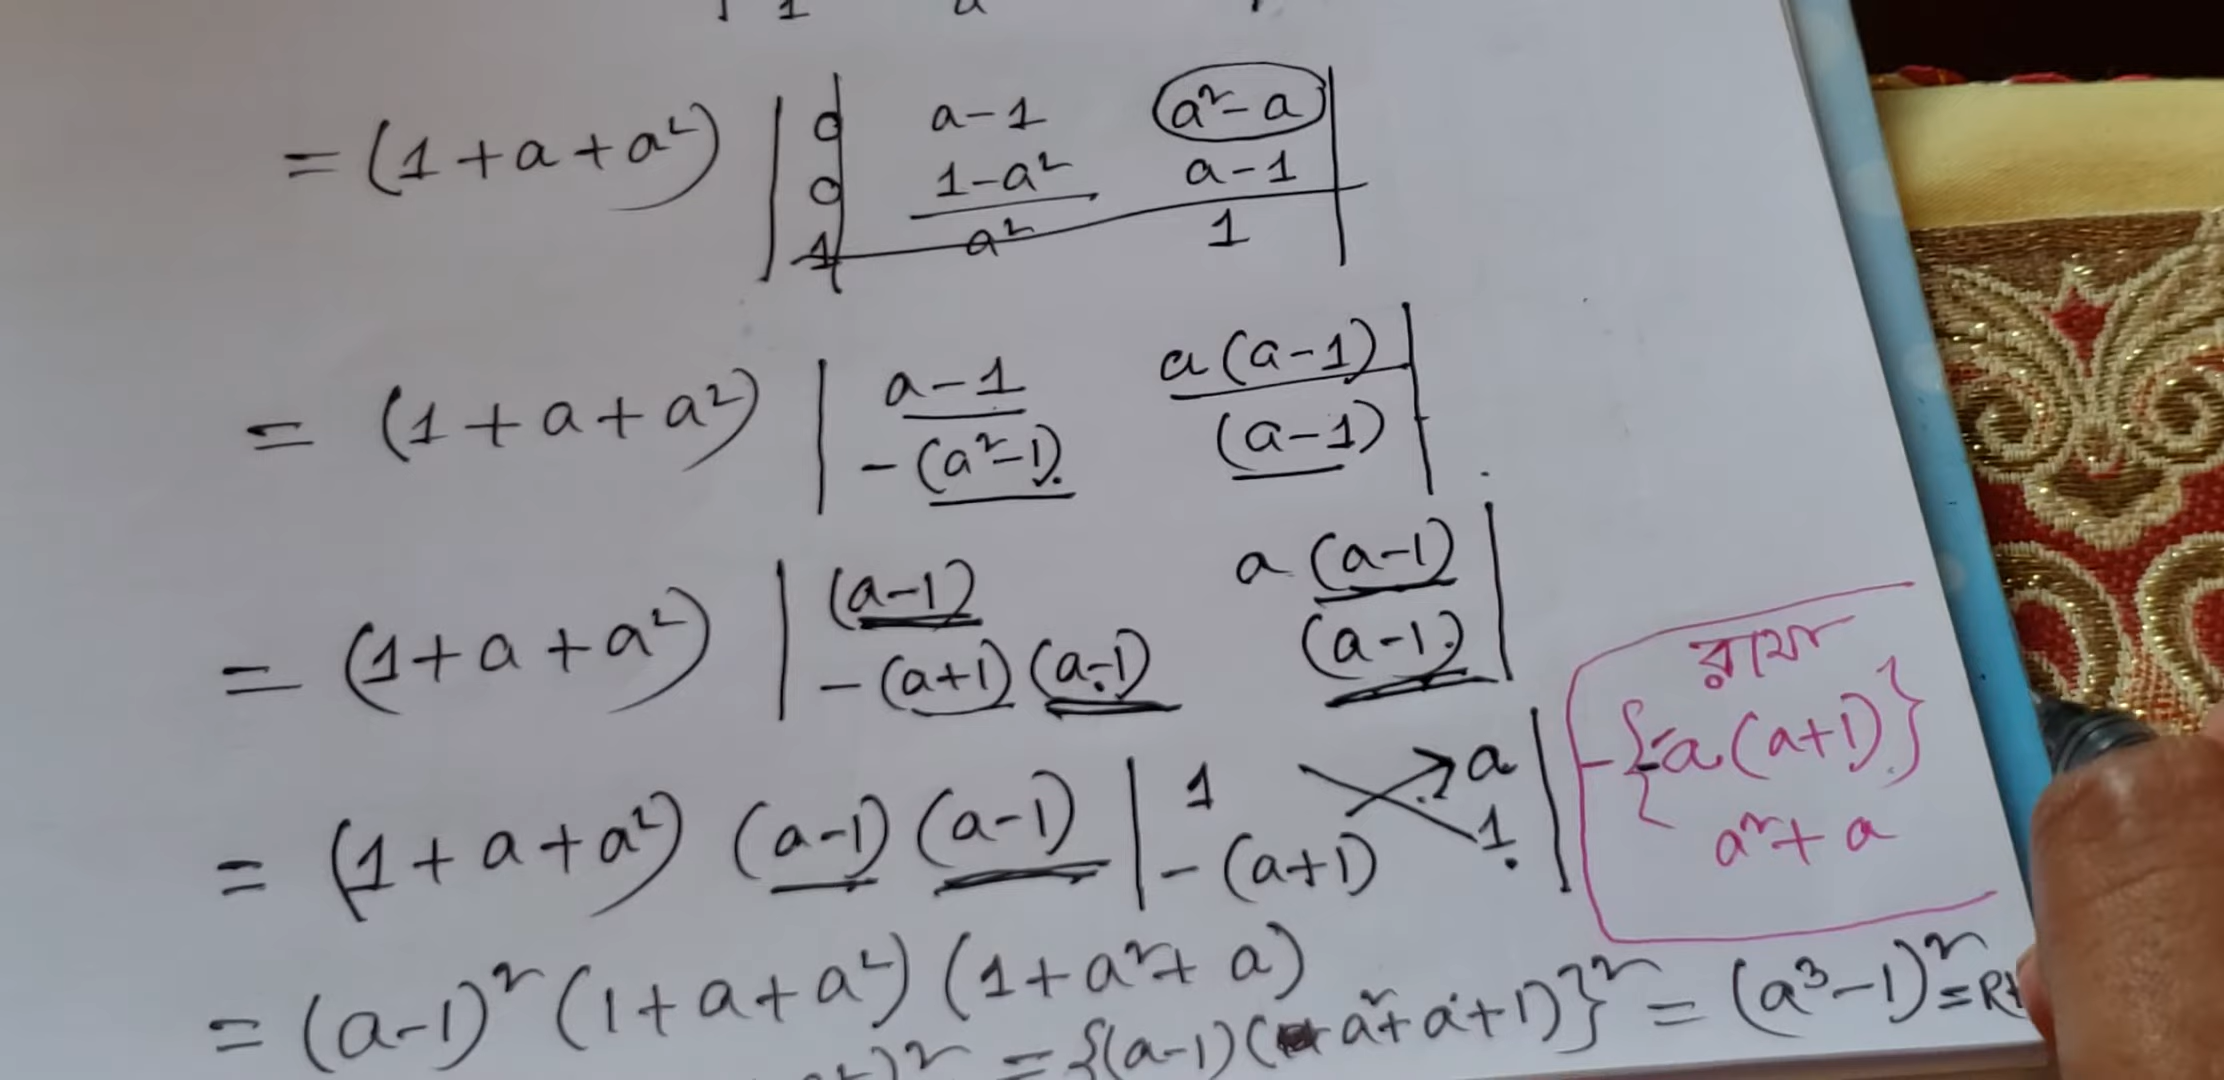 = (1+a+a²) | 0 a-1 a²-a |
0 1-a² a-1
1 a² 1
= (1+a+a²) | a-1 a(a-1) |
-(a²-1) (a-1)
= (1+a+a²) | (a-1) a(a-1) |
-(a+1)(a-1) (a-1)
= (1+a+a²) (a-1) (a-1) | 1 a |
-(a+1) 1
-{-a(a+1)}
a²+a
= (a-1)² (1+a+a²) (1+a²+a)
)² = {(a-1)(a²+a+1)}² = (a³-1)² = R